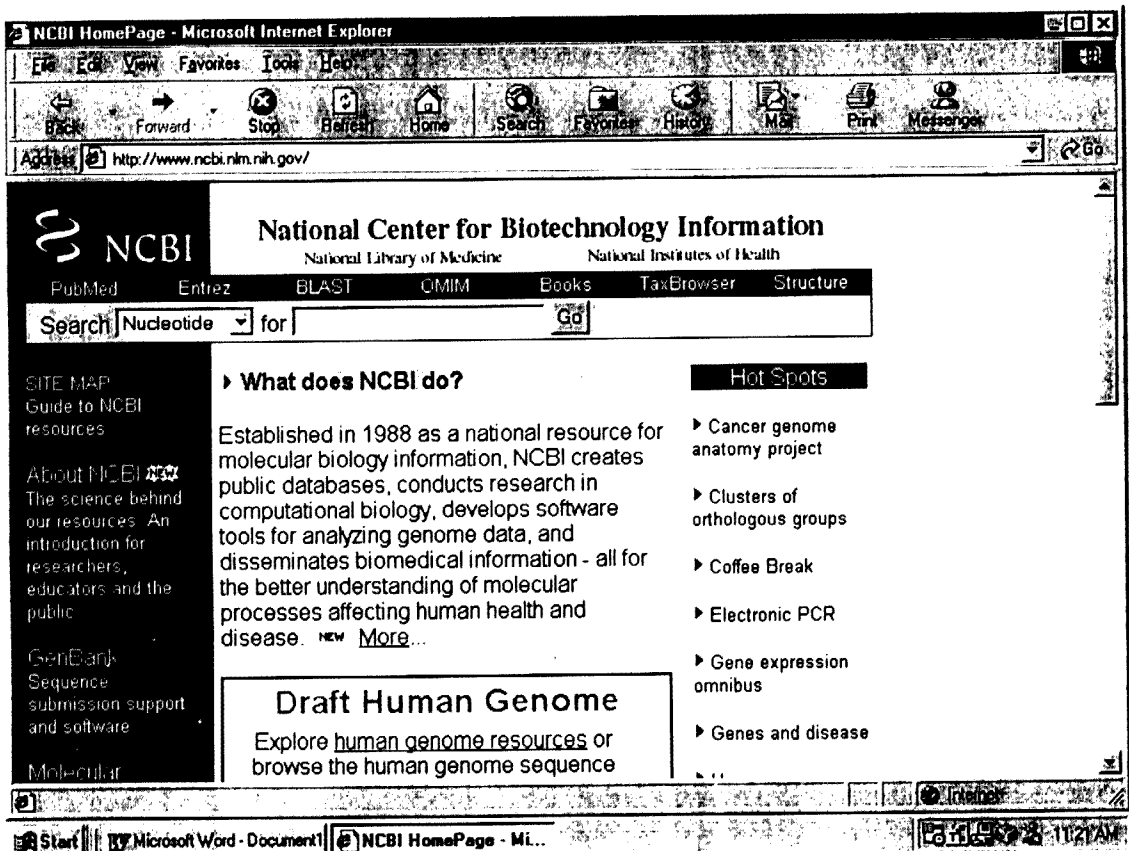 NCBI HomePage - Microsoft Internet Explorer
File Edit View Favorites Tools Help
Back Forward Stop Refresh Home Search Favorites History Mail Print Messenger
Address http://www.ncbi.nlm.nih.gov/ Go
NCBI
National Center for Biotechnology Information
National Library of Medicine National Institutes of Health
PubMed Entrez BLAST OMIM Books TaxBrowser Structure
Search Nucleotide for Go
SITE MAP
Guide to NCBI
resources
About NCBI NEW
The science behind
our resources. An
introduction for
researchers,
educators and the
public
GenBank
Sequence
submission support
and software
Molecular
What does NCBI do?
Established in 1988 as a national resource for
molecular biology information, NCBI creates
public databases, conducts research in
computational biology, develops software
tools for analyzing genome data, and
disseminates biomedical information - all for
the better understanding of molecular
processes affecting human health and
disease. NEW More...
Draft Human Genome
Explore human genome resources or
browse the human genome sequence
Hot Spots
Cancer genome
anatomy project
Clusters of
orthologous groups
Coffee Break
Electronic PCR
Gene expression
omnibus
Genes and disease
Internet
Start Microsoft Word - Document1 NCBI HomePage - Mi... 11:21 AM